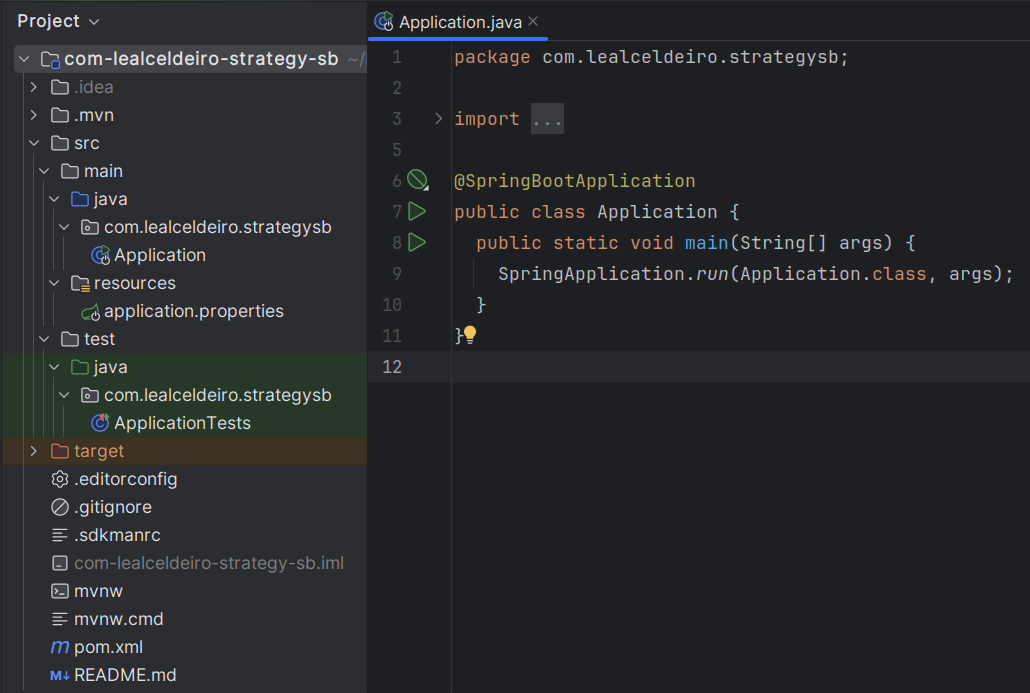 Project
com-lealceldeiro-strategy-sb ~/
.idea
.mvn
src
main
java
com.lealceldeiro.strategysb
Application
resources
application.properties
test
java
com.lealceldeiro.strategysb
ApplicationTests
target
.editorconfig
.gitignore
.sdkmanrc
com-lealceldeiro-strategy-sb.iml
mvnw
mvnw.cmd
m pom.xml
M↓ README.md
Application.java ×
1 package com.lealceldeiro.strategysb;
2
3 > import ...
5
6 @SpringBootApplication
7 public class Application {
8 public static void main(String[] args) {
9 SpringApplication.run(Application.class, args);
10 }
11 }
12